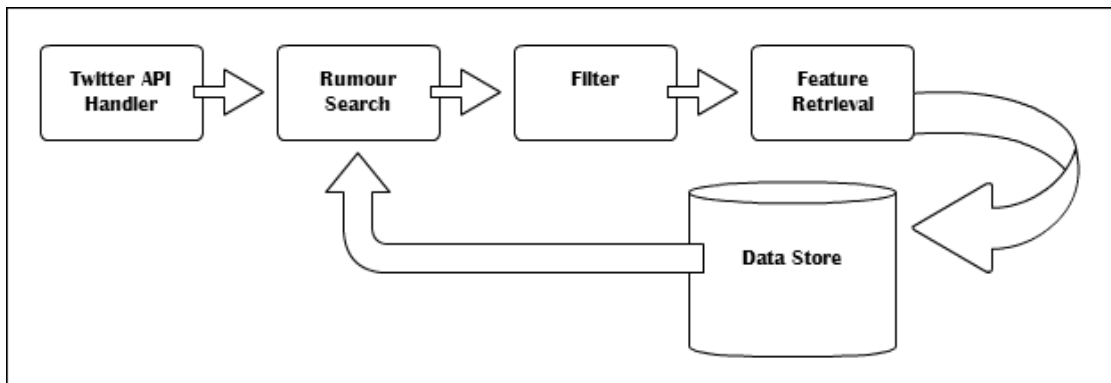 Twitter API
Handler
Rumour
Search
Filter
Feature
Retrieval
Data Store